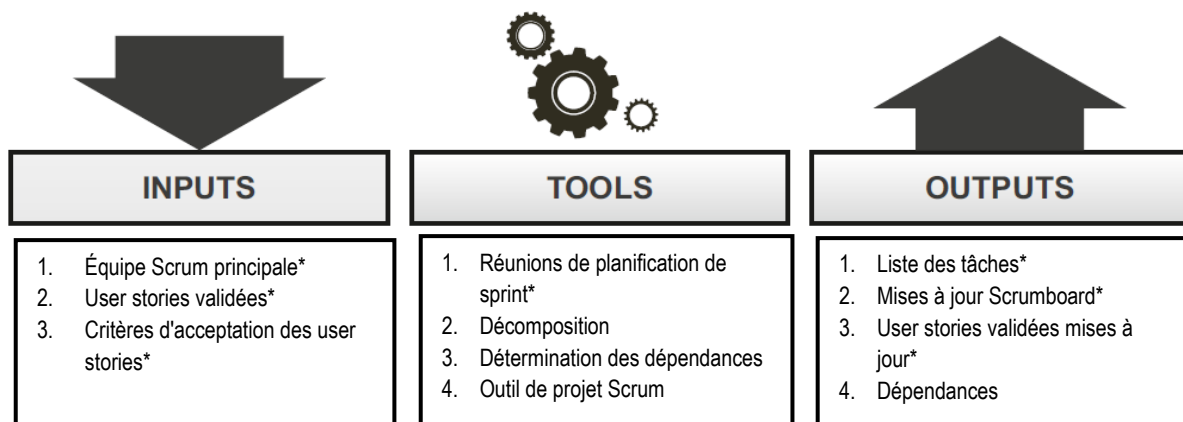 INPUTS
1. Équipe Scrum principale*
2. User stories validées*
3. Critères d'acceptation des user
stories*
TOOLS
1. Réunions de planification de
sprint*
2. Décomposition
3. Détermination des dépendances
4. Outil de projet Scrum
OUTPUTS
1. Liste des tâches*
2. Mises à jour Scrumboard*
3. User stories validées mises à
jour*
4. Dépendances